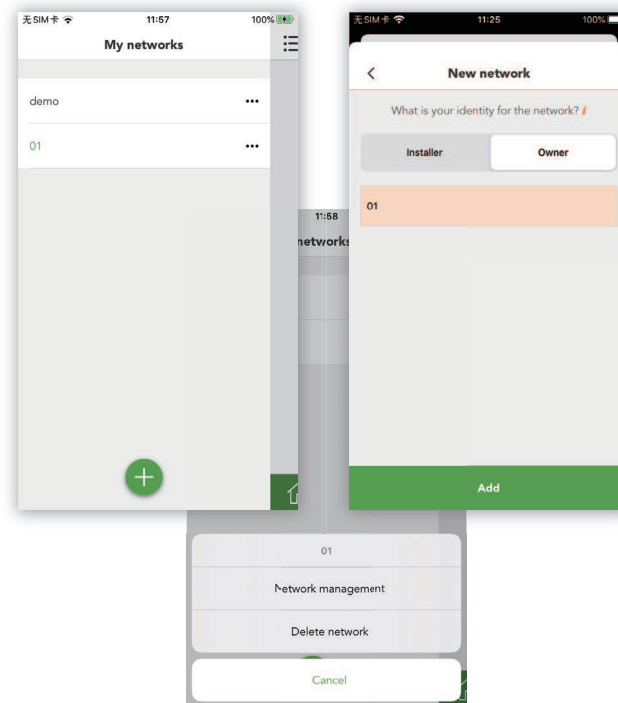 无SIM卡 11:57 100%
My networks
demo •••
01 •••
无SIM卡 11:25 100%
New network
What is your identity for the network? i
Installer Owner
01
Add
11:58
networks
01
Network management
Delete network
Cancel